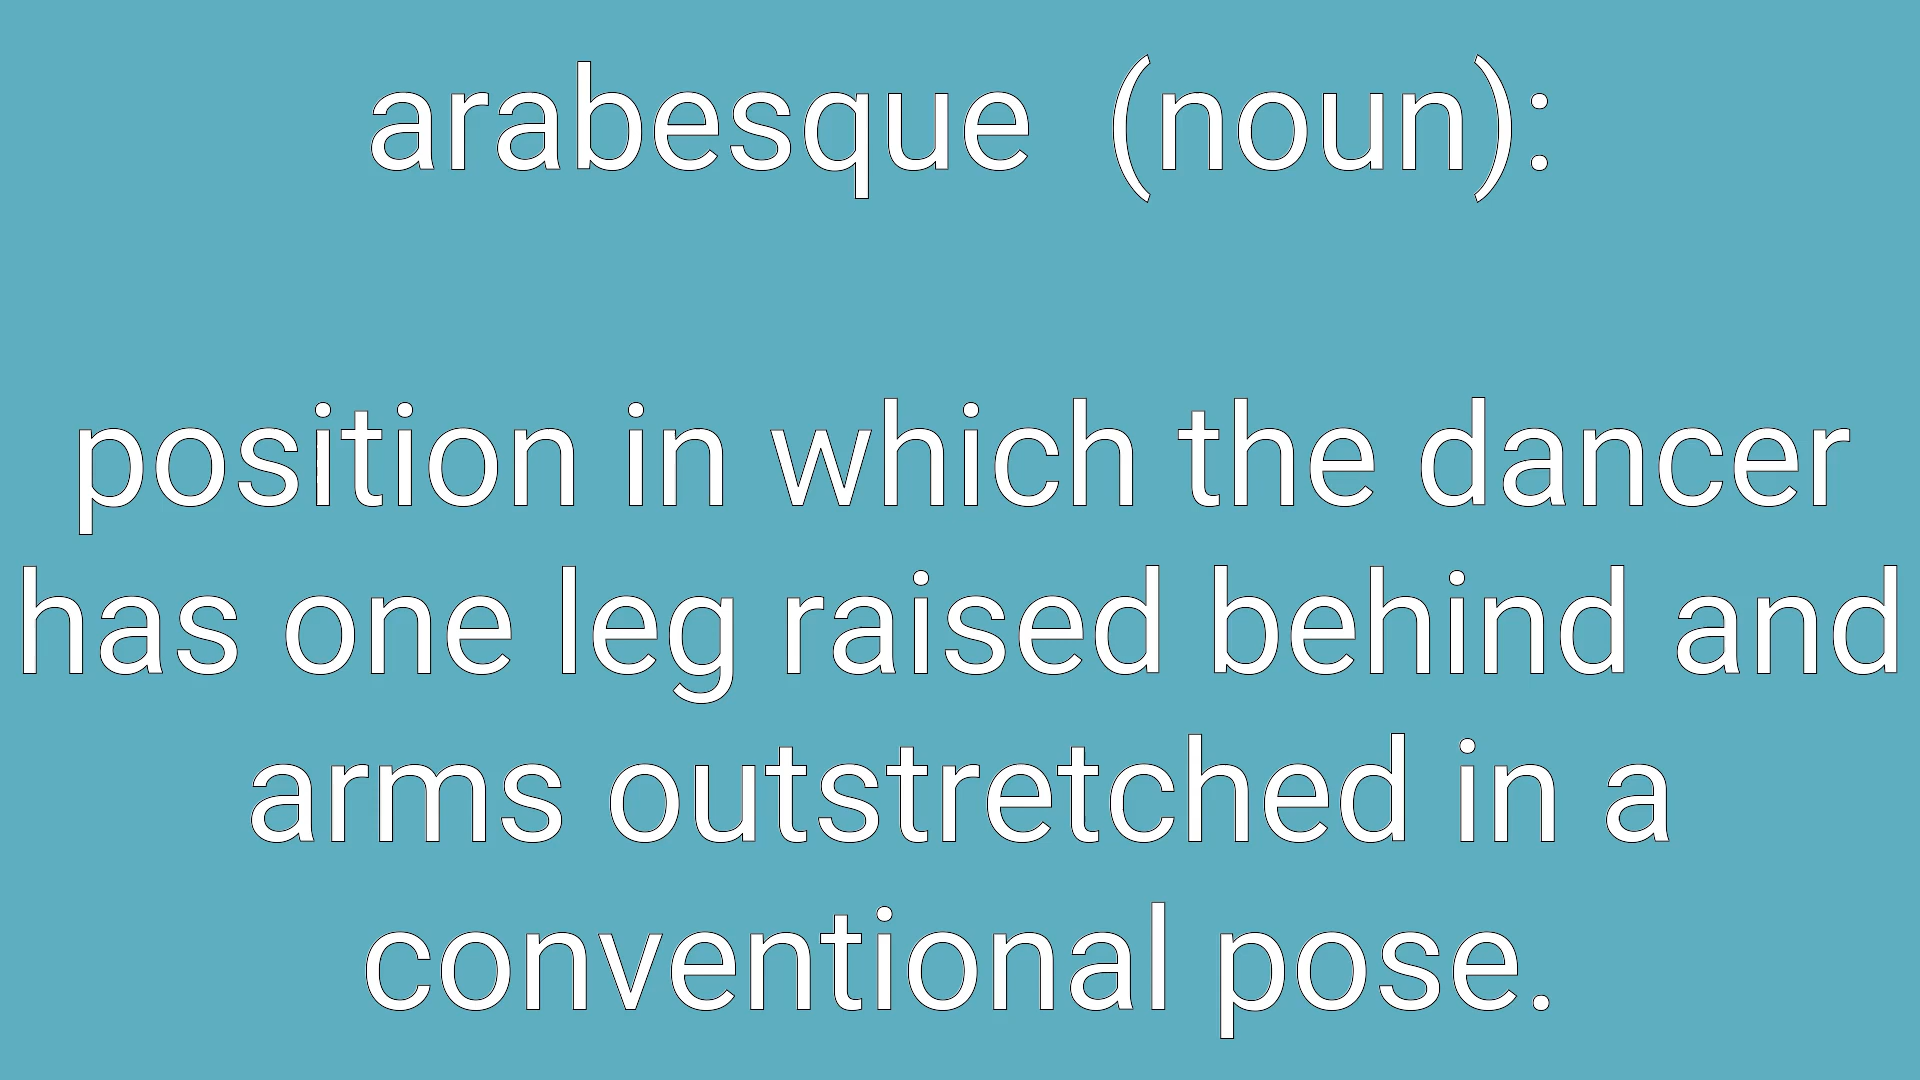 arabesque  (noun):
position in which the dancer
has one leg raised behind and
arms outstretched in a
conventional pose.